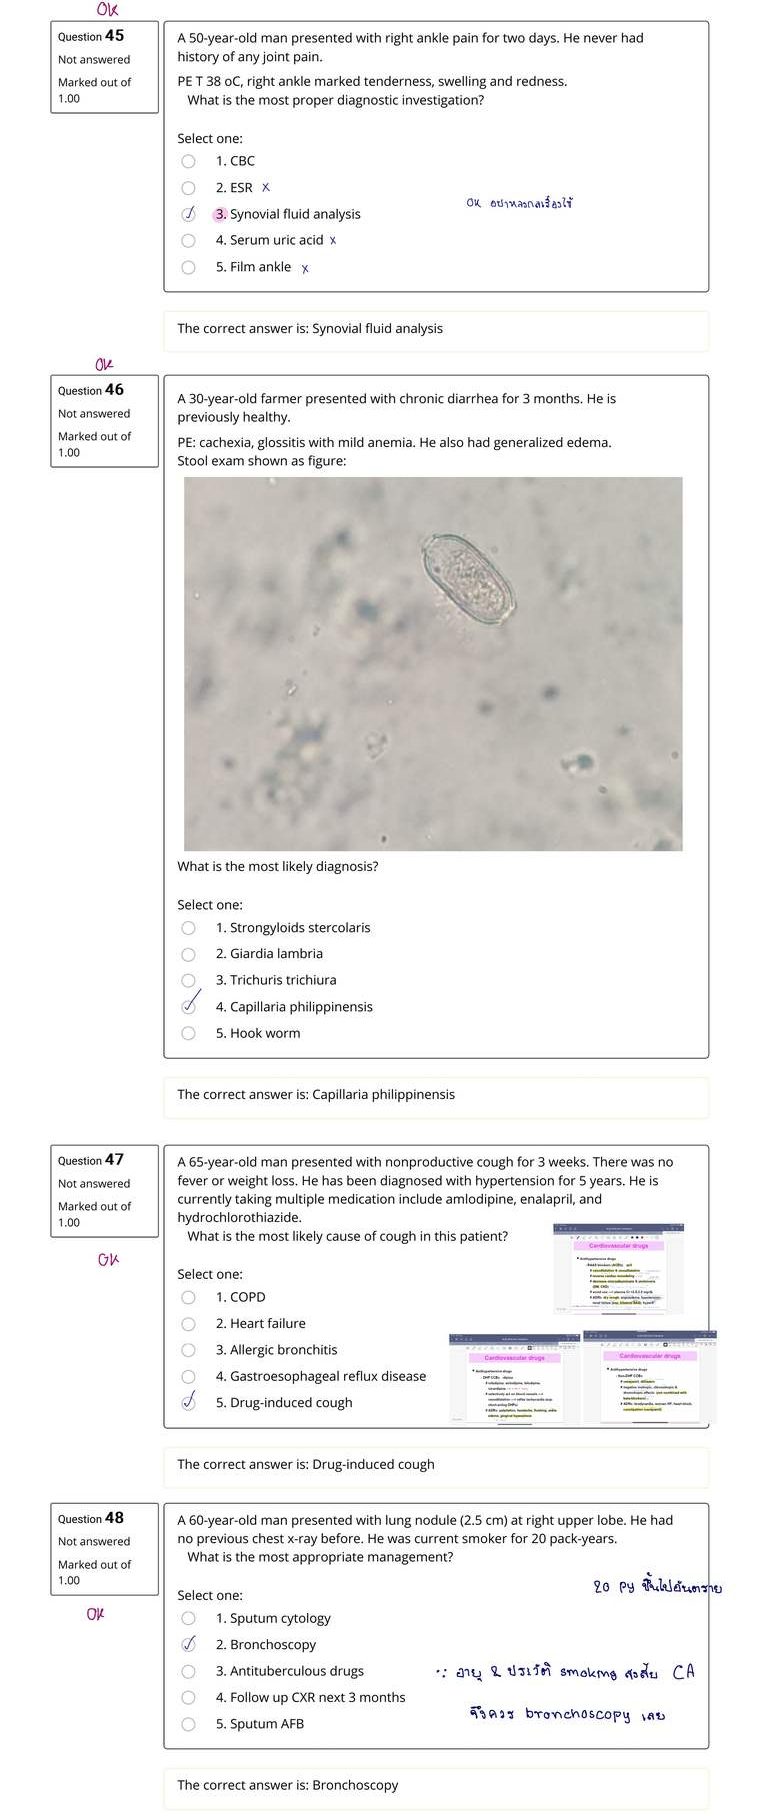 OK
Question 45
Not answered
Marked out of
1.00
A 50-year-old man presented with right ankle pain for two days. He never had
history of any joint pain.
PE T 38 oC, right ankle marked tenderness, swelling and redness.
What is the most proper diagnostic investigation?
Select one:
1. CBC
2. ESR x
3. Synovial fluid analysis
OK อย่าหลงกลเรื่องไข้
4. Serum uric acid x
5. Film ankle x
The correct answer is: Synovial fluid analysis
OK
Question 46
Not answered
Marked out of
1.00
A 30-year-old farmer presented with chronic diarrhea for 3 months. He is
previously healthy.
PE: cachexia, glossitis with mild anemia. He also had generalized edema.
Stool exam shown as figure:
What is the most likely diagnosis?
Select one:
1. Strongyloids stercolaris
2. Giardia lambria
3. Trichuris trichiura
4. Capillaria philippinensis
5. Hook worm
The correct answer is: Capillaria philippinensis
Question 47
Not answered
Marked out of
1.00
OK
A 65-year-old man presented with nonproductive cough for 3 weeks. There was no
fever or weight loss. He has been diagnosed with hypertension for 5 years. He is
currently taking multiple medication include amlodipine, enalapril, and
hydrochlorothiazide.
What is the most likely cause of cough in this patient?
Cardiovascular drugs
Select one:
1. COPD
2. Heart failure
3. Allergic bronchitis
4. Gastroesophageal reflux disease
5. Drug-induced cough
Cardiovascular drugs
Cardiovascular drugs
The correct answer is: Drug-induced cough
Question 48
Not answered
Marked out of
1.00
OK
A 60-year-old man presented with lung nodule (2.5 cm) at right upper lobe. He had
no previous chest x-ray before. He was current smoker for 20 pack-years.
What is the most appropriate management?
20 py ขึ้นไปอันตราย
Select one:
1. Sputum cytology
2. Bronchoscopy
3. Antituberculous drugs
∵ อายุ & ประวัติ smoking สงสัย CA
4. Follow up CXR next 3 months
จึงควร bronchoscopy เลย
5. Sputum AFB
The correct answer is: Bronchoscopy